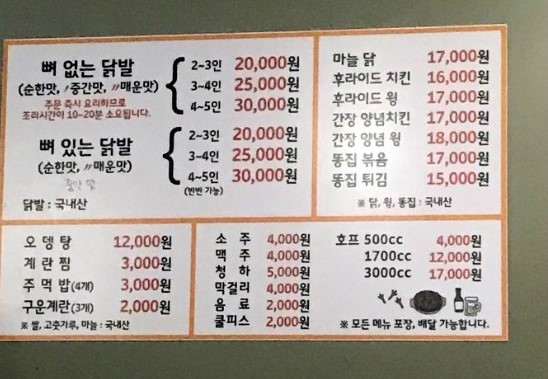 뼈 없는 닭발
(순한맛, 〃중간맛, 〃매운맛)
주문 즉시 요리하므로
조리시간이 10~20분 소요됩니다.
2~3인 20,000원
3~4인 25,000원
4~5인 30,000원
뼈 있는 닭발
(순한맛, 〃매운맛)
중간 맛
2~3인 20,000원
3~4인 25,000원
4~5인 30,000원
(반반 가능)
닭발 : 국내산
마늘 닭 17,000원
후라이드 치킨 16,000원
후라이드 윙 17,000원
간장 양념치킨 17,000원
간장 양념 윙 18,000원
똥집 볶음 17,000원
똥집 튀김 15,000원
※ 닭, 윙, 똥집 : 국내산
오 뎅 탕 12,000원
계 란 찜 3,000원
주 먹 밥(4개) 3,000원
구운계란(3개) 2,000원
※ 쌀, 고춧가루, 마늘 : 국내산
소 주 4,000원
맥 주 4,000원
청 하 5,000원
막걸리 4,000원
음 료 2,000원
쿨피스 2,000원
호프 500cc 4,000원
1700cc 12,000원
3000cc 17,000원
※ 모든 메뉴 포장, 배달 가능합니다.